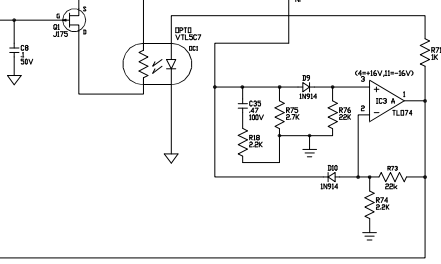 G
S
D
Q1
J175
C8
.1
50V
OPTO
VTL5C7
OC1
R71
1K
(4=+16V,11=-16V)
D9
1N914
3
+
IC3 A
1
2
-
TL074
C35
.47
100V
R75
2.7K
R76
22K
R18
2.2K
D10
1N914
R73
22k
R74
2.2K